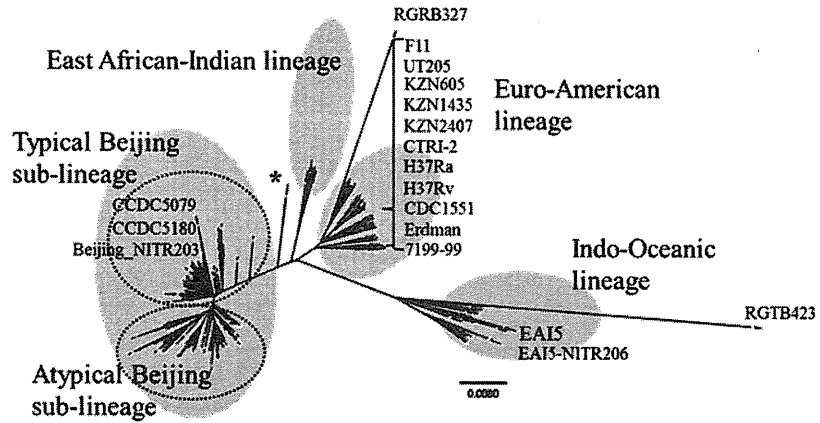 RGRB327
East African-Indian lineage
F11
UT205
KZN605
KZN1435
KZN2407
CTRI-2
H37Ra
H37Rv
CDC1551
Erdman
7199-99
Euro-American
lineage
Typical Beijing
sub-lineage
*
CCDC5079
CCDC5180
Beijing_NITR203
Indo-Oceanic
lineage
RGTB423
EAI5
EAI5-NITR206
Atypical Beijing
sub-lineage
0.0080